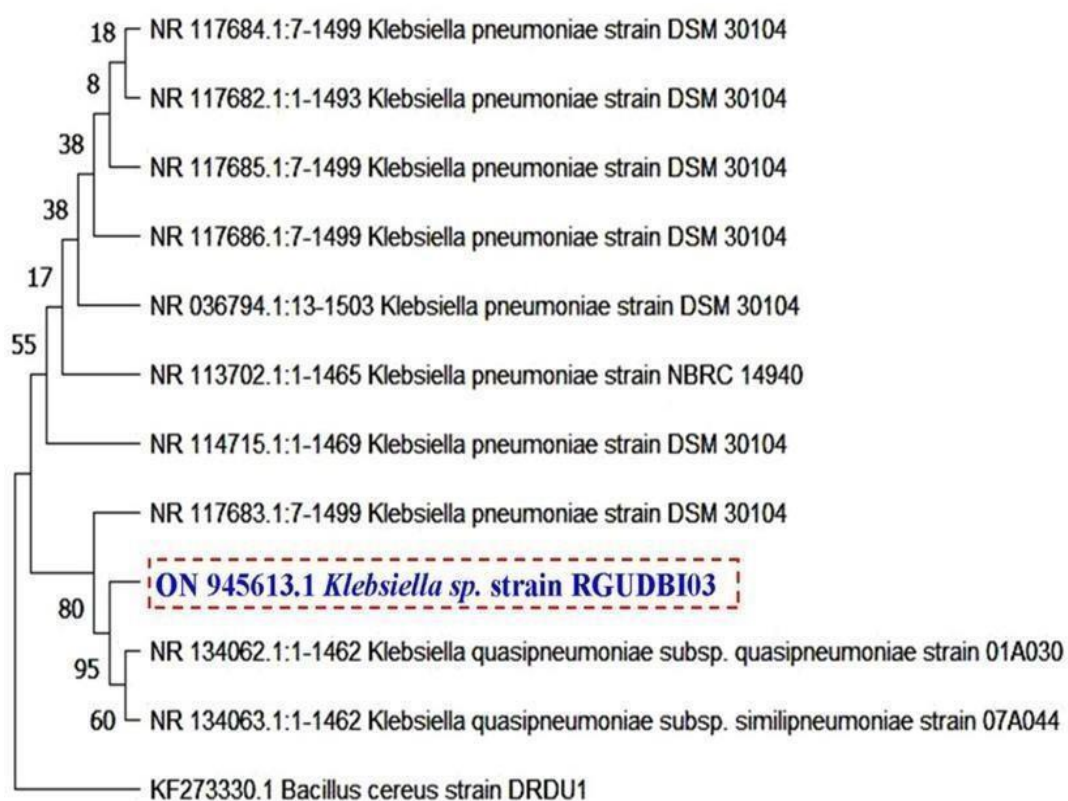 18
NR 117684.1:7-1499 Klebsiella pneumoniae strain DSM 30104
8
NR 117682.1:1-1493 Klebsiella pneumoniae strain DSM 30104
38
NR 117685.1:7-1499 Klebsiella pneumoniae strain DSM 30104
38
NR 117686.1:7-1499 Klebsiella pneumoniae strain DSM 30104
17
NR 036794.1:13-1503 Klebsiella pneumoniae strain DSM 30104
55
NR 113702.1:1-1465 Klebsiella pneumoniae strain NBRC 14940
NR 114715.1:1-1469 Klebsiella pneumoniae strain DSM 30104
NR 117683.1:7-1499 Klebsiella pneumoniae strain DSM 30104
ON 945613.1 Klebsiella sp. strain RGUDBI03
80
NR 134062.1:1-1462 Klebsiella quasipneumoniae subsp. quasipneumoniae strain 01A030
95
60
NR 134063.1:1-1462 Klebsiella quasipneumoniae subsp. similipneumoniae strain 07A044
KF273330.1 Bacillus cereus strain DRDU1